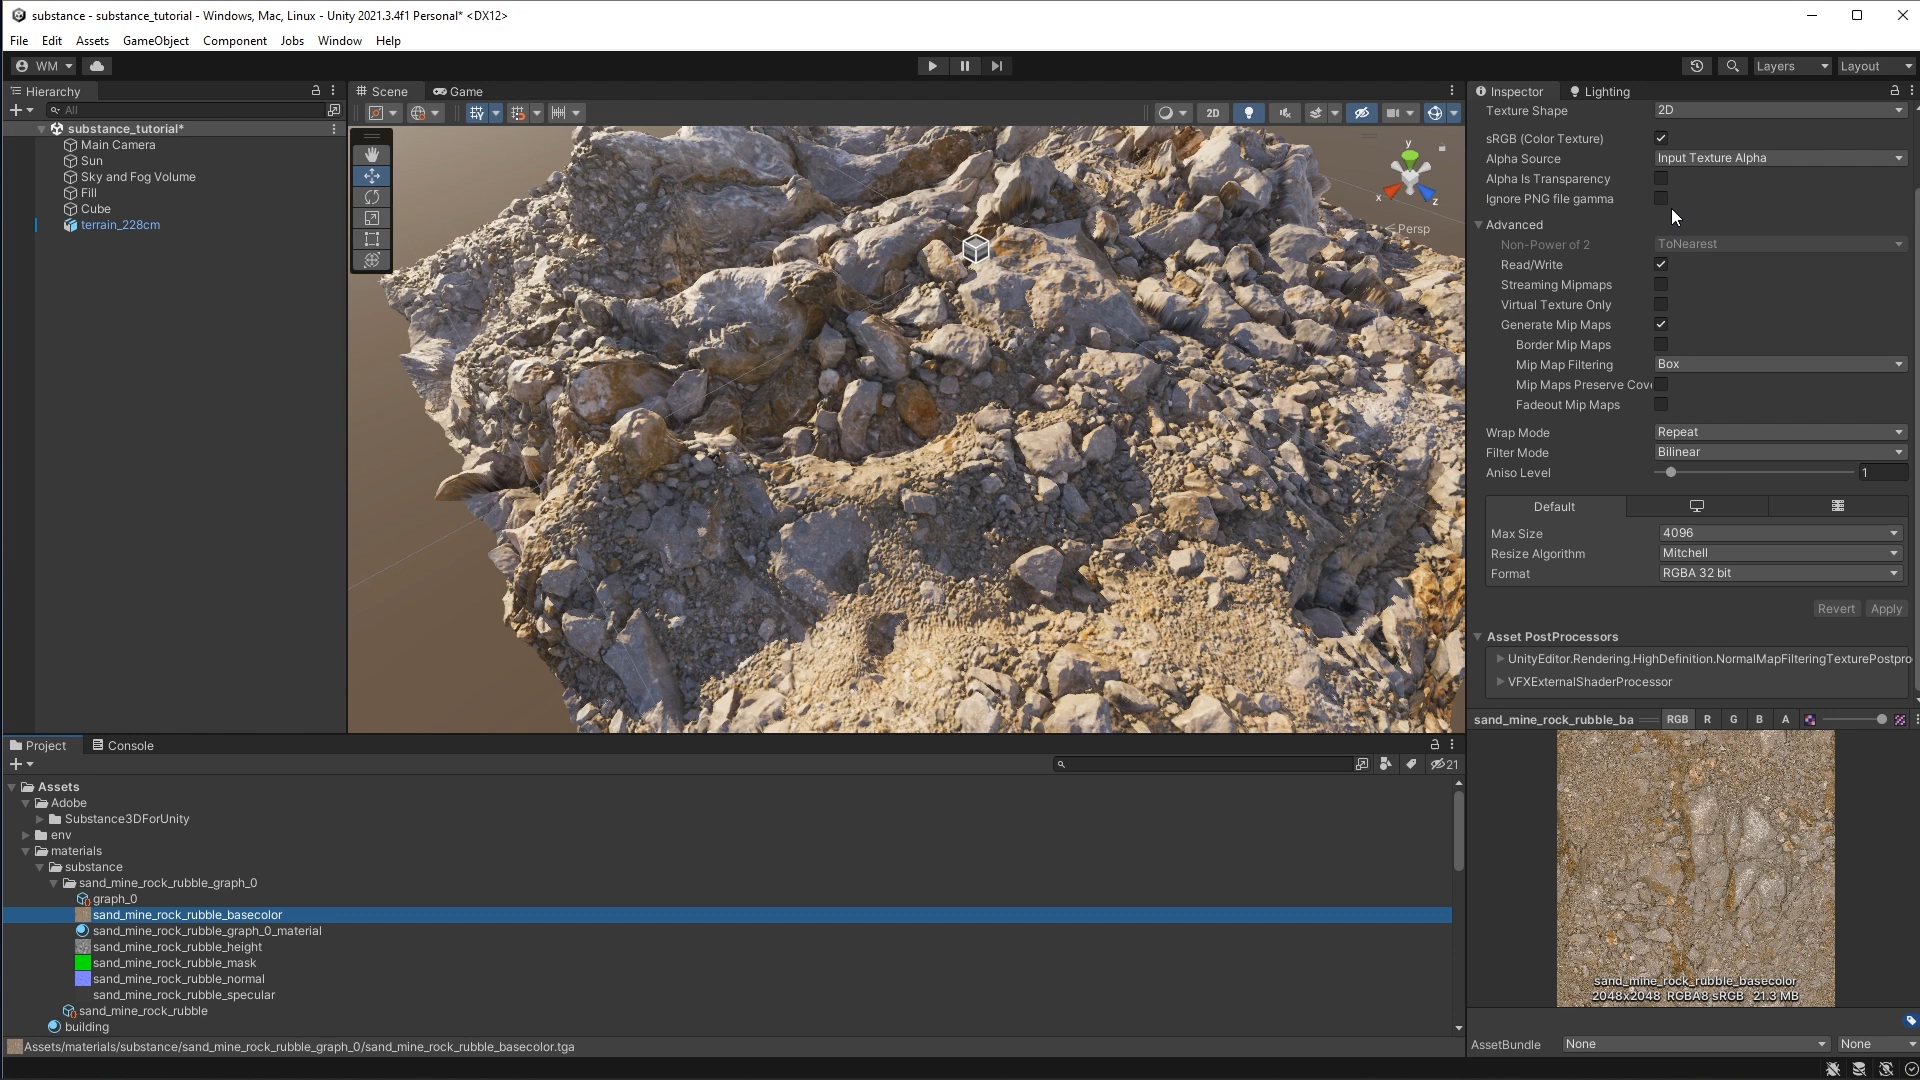 substance - substance_tutorial - Windows, Mac, Linux - Unity 2021.3.4f1 Personal* <DX12>
File Edit Assets GameObject Component Jobs Window Help
WM
Layers
Layout
Hierarchy
All
substance_tutorial*
Main Camera
Sun
Sky and Fog Volume
Fill
Cube
terrain_228cm
Scene Game
2D
y
x
z
Persp
Inspector Lighting
Texture Shape 2D
sRGB (Color Texture)
Alpha Source Input Texture Alpha
Alpha Is Transparency
Ignore PNG file gamma
Advanced
Non-Power of 2 ToNearest
Read/Write
Streaming Mipmaps
Virtual Texture Only
Generate Mip Maps
Border Mip Maps
Mip Map Filtering Box
Mip Maps Preserve Cov
Fadeout Mip Maps
Wrap Mode Repeat
Filter Mode Bilinear
Aniso Level 1
Default
Max Size 4096
Resize Algorithm Mitchell
Format RGBA 32 bit
Revert Apply
Asset PostProcessors
UnityEditor.Rendering.HighDefinition.NormalMapFilteringTexturePostpro
VFXExternalShaderProcessor
sand_mine_rock_rubble_ba RGB R G B A
sand_mine_rock_rubble_basecolor
2048x2048 RGBA8 sRGB 21.3 MB
AssetBundle None None
Project Console
21
Assets
Adobe
Substance3DForUnity
env
materials
substance
sand_mine_rock_rubble_graph_0
graph_0
sand_mine_rock_rubble_basecolor
sand_mine_rock_rubble_graph_0_material
sand_mine_rock_rubble_height
sand_mine_rock_rubble_mask
sand_mine_rock_rubble_normal
sand_mine_rock_rubble_specular
sand_mine_rock_rubble
building
Assets/materials/substance/sand_mine_rock_rubble_graph_0/sand_mine_rock_rubble_basecolor.tga